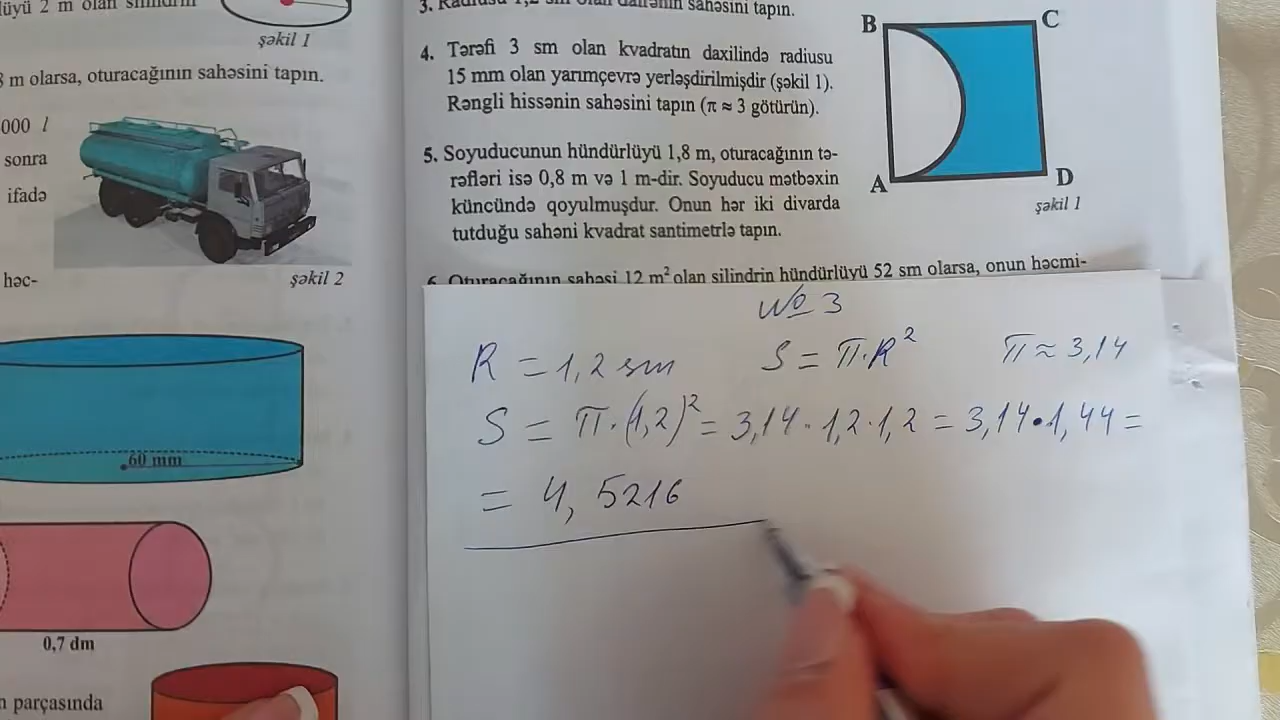 lüyü 2 m olan silindrin
şəkil 1
8 m olarsa, oturacağının sahəsini tapın.
000 l
sonra
ifadə
həc-
şəkil 2
60 mm
0,7 dm
n parçasında
3. Radiusu 1,2 sm olan dairənin sahəsini tapın.
4. Tərəfi 3 sm olan kvadratın daxilində radiusu
15 mm olan yarımçevrə yerləşdirilmişdir (şəkil 1).
Rəngli hissənin sahəsini tapın (π ≈ 3 götürün).
B
C
A
D
şəkil 1
5. Soyuducunun hündürlüyü 1,8 m, oturacağının tə-
rəfləri isə 0,8 m və 1 m-dir. Soyuducu mətbəxin
küncündə qoyulmuşdur. Onun hər iki divarda
tutduğu sahəni kvadrat santimetrlə tapın.
6. Oturacağının sahəsi 12 m² olan silindrin hündürlüyü 52 sm olarsa, onun həcmi-
№ 3
R = 1,2 sm S = π·R² π ≈ 3,14
S = π·(1,2)² = 3,14·1,2·1,2 = 3,14·1,44 =
= 4,5216